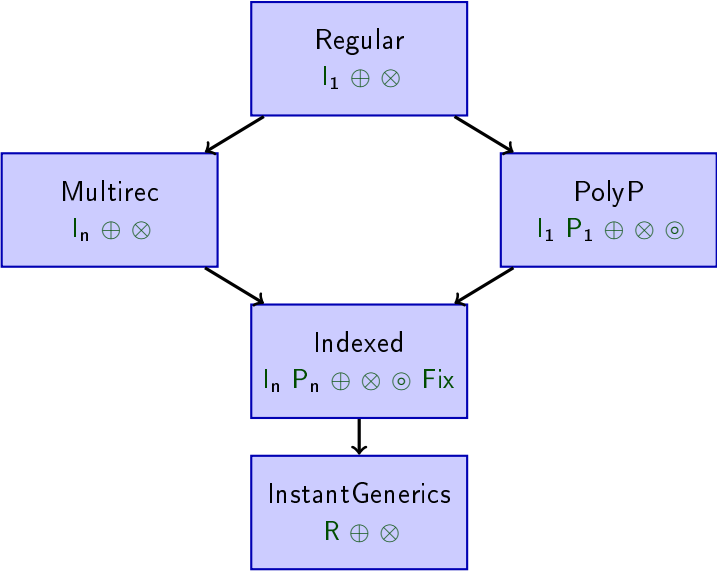 Regular
I₁ ⊕ ⊗
Multirec
Iₙ ⊕ ⊗
PolyP
I₁ P₁ ⊕ ⊗ ⊚
Indexed
Iₙ Pₙ ⊕ ⊗ ⊚ Fix
InstantGenerics
R ⊕ ⊗